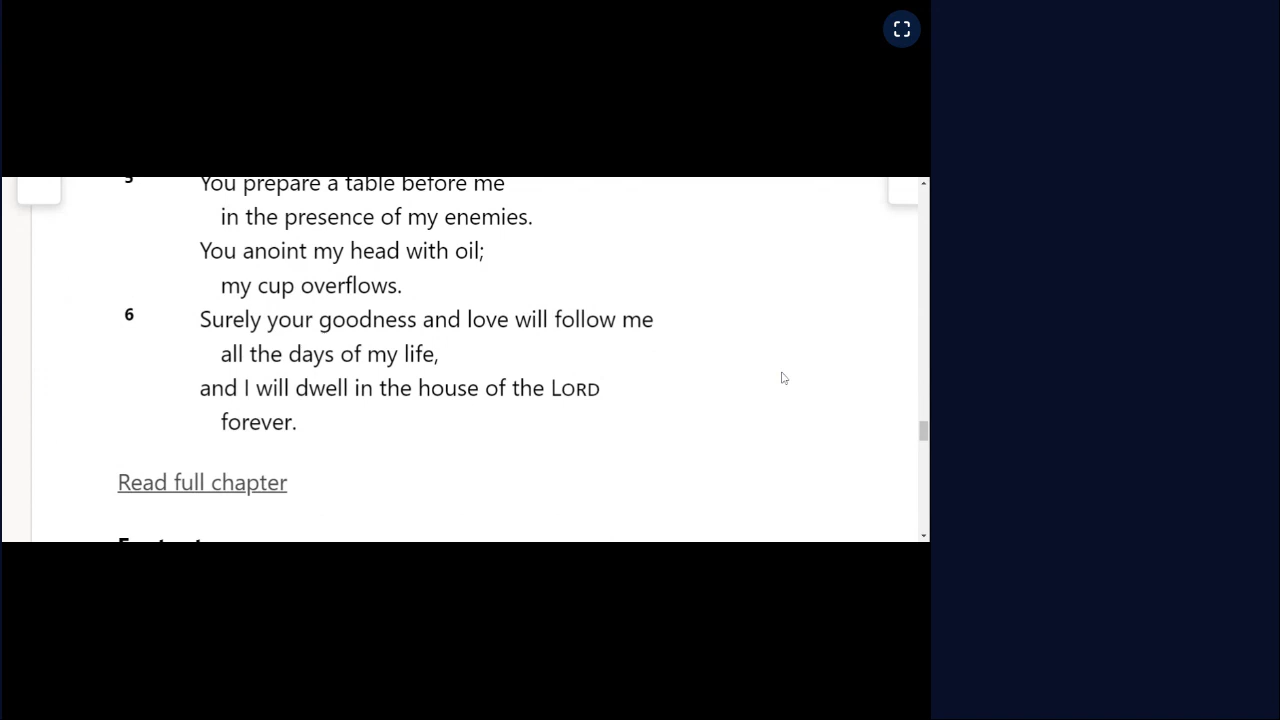 5 You prepare a table before me
in the presence of my enemies.
You anoint my head with oil;
my cup overflows.
6 Surely your goodness and love will follow me
all the days of my life,
and I will dwell in the house of the LORD
forever.
Read full chapter